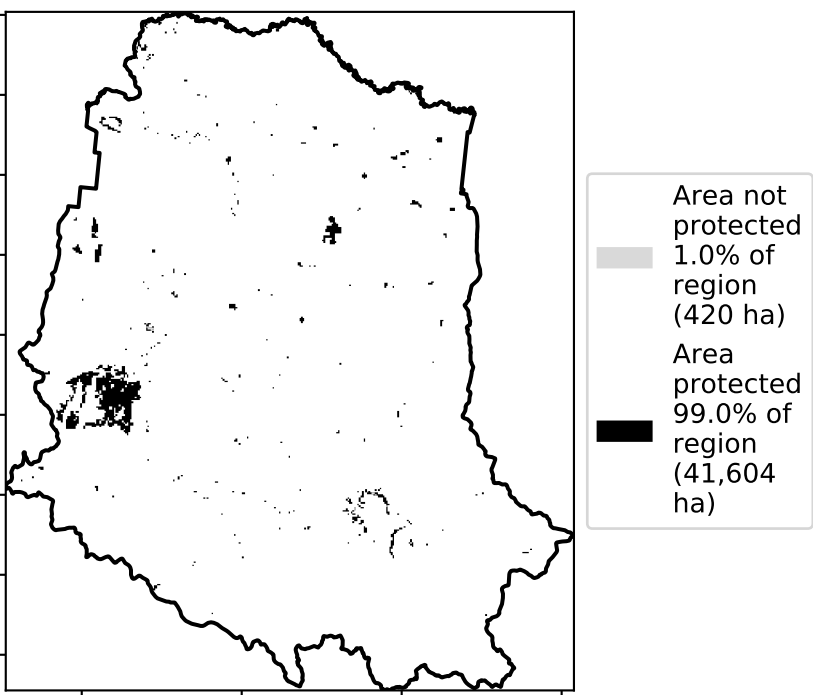 Area not
protected
1.0% of
region
(420 ha)
Area
protected
99.0% of
region
(41,604
ha)